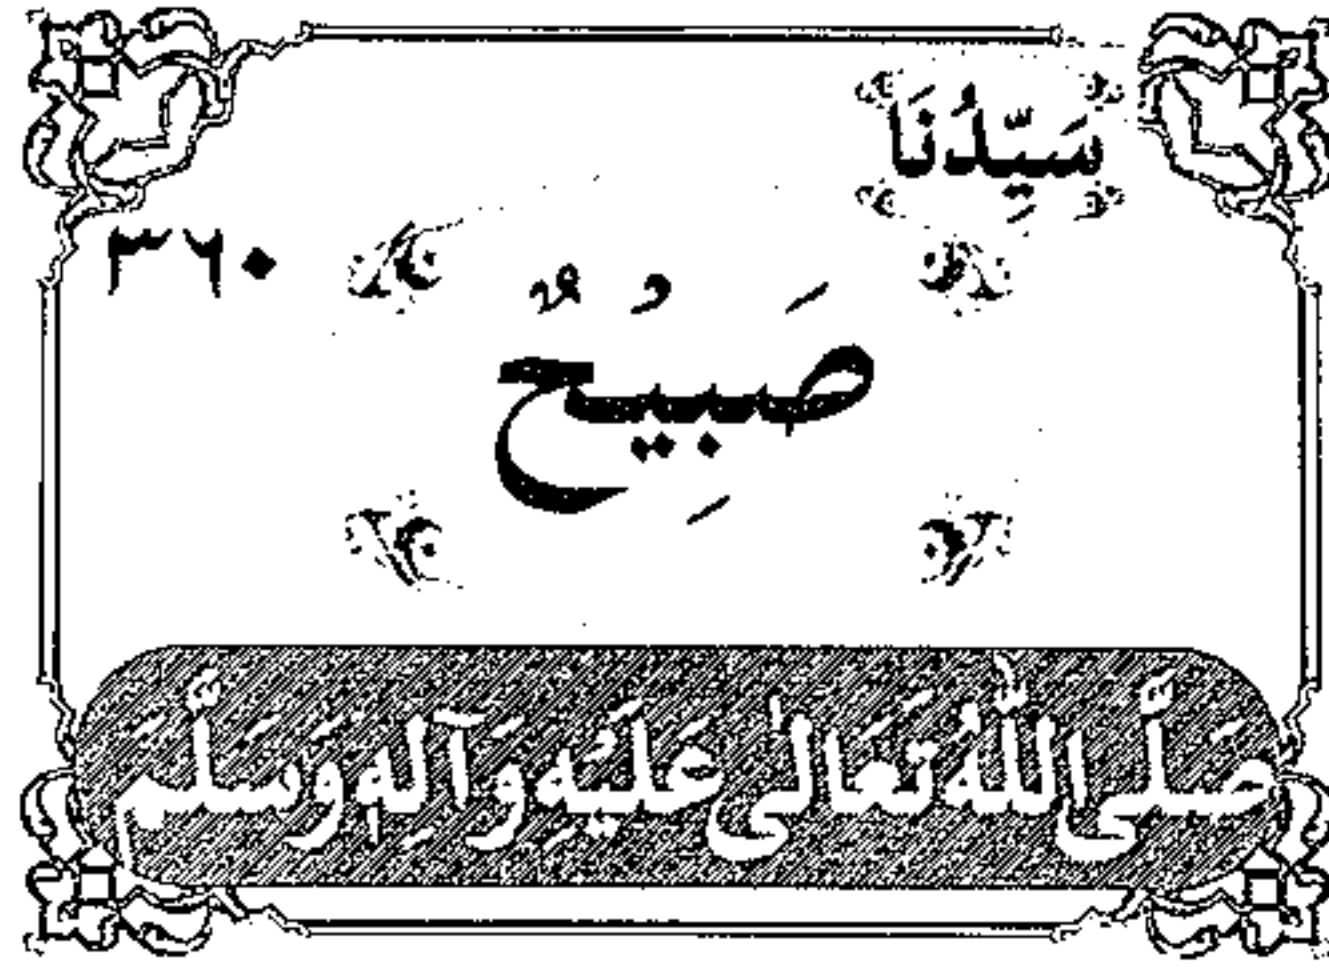 سَيِّدُنَا
٣٦٠
صَبِيْحٌ
صَلَّى اللّٰهُ تَعَالٰى عَلَيْهِ وَآلِهٖ وَسَلَّمَ